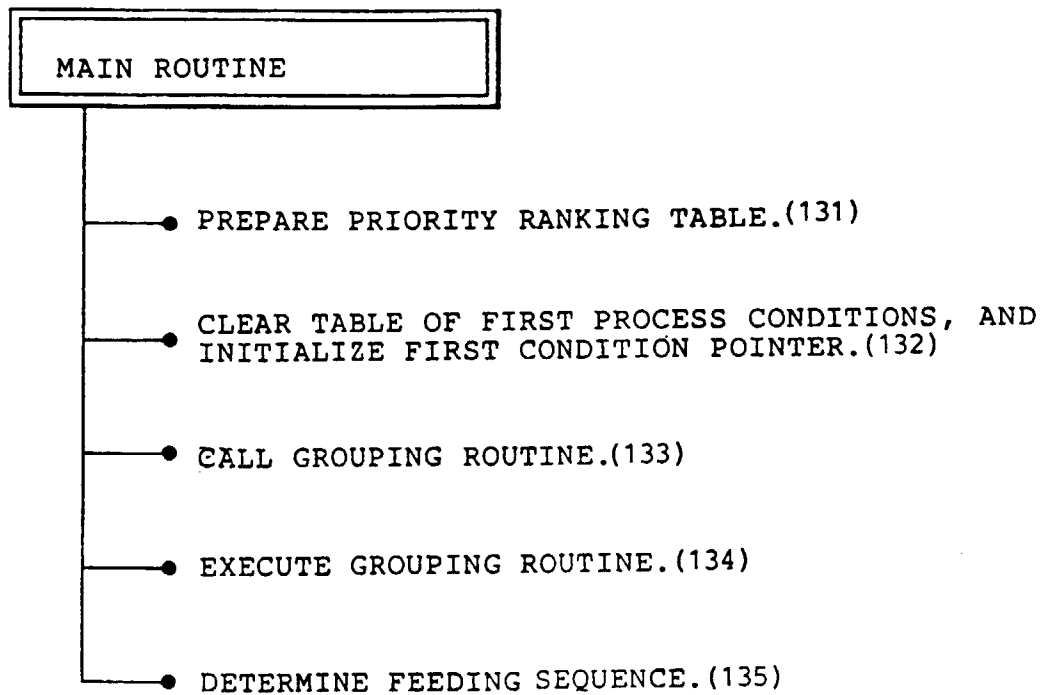 MAIN ROUTINE
PREPARE PRIORITY RANKING TABLE.(131)
CLEAR TABLE OF FIRST PROCESS CONDITIONS, AND
INITIALIZE FIRST CONDITION POINTER.(132)
CALL GROUPING ROUTINE.(133)
EXECUTE GROUPING ROUTINE.(134)
DETERMINE FEEDING SEQUENCE.(135)